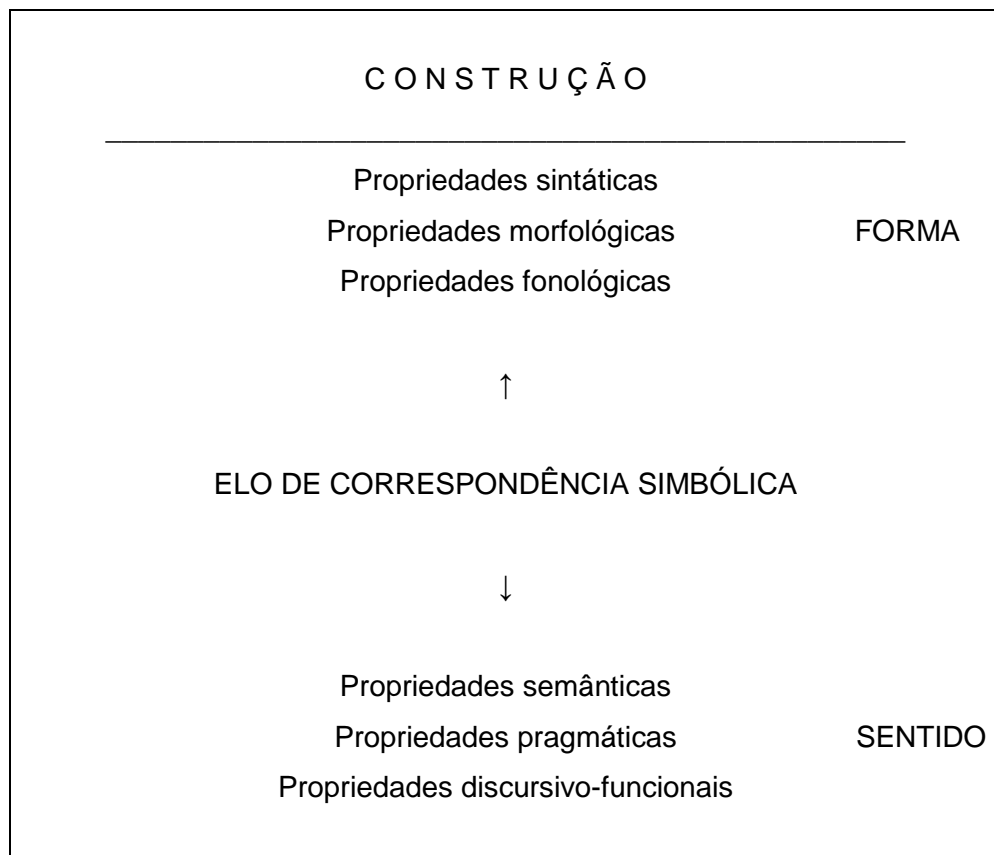 C O N S T R U Ç Ã O
Propriedades sintáticas
Propriedades morfológicas FORMA
Propriedades fonológicas
↑
ELO DE CORRESPONDÊNCIA SIMBÓLICA
↓
Propriedades semânticas
Propriedades pragmáticas SENTIDO
Propriedades discursivo-funcionais